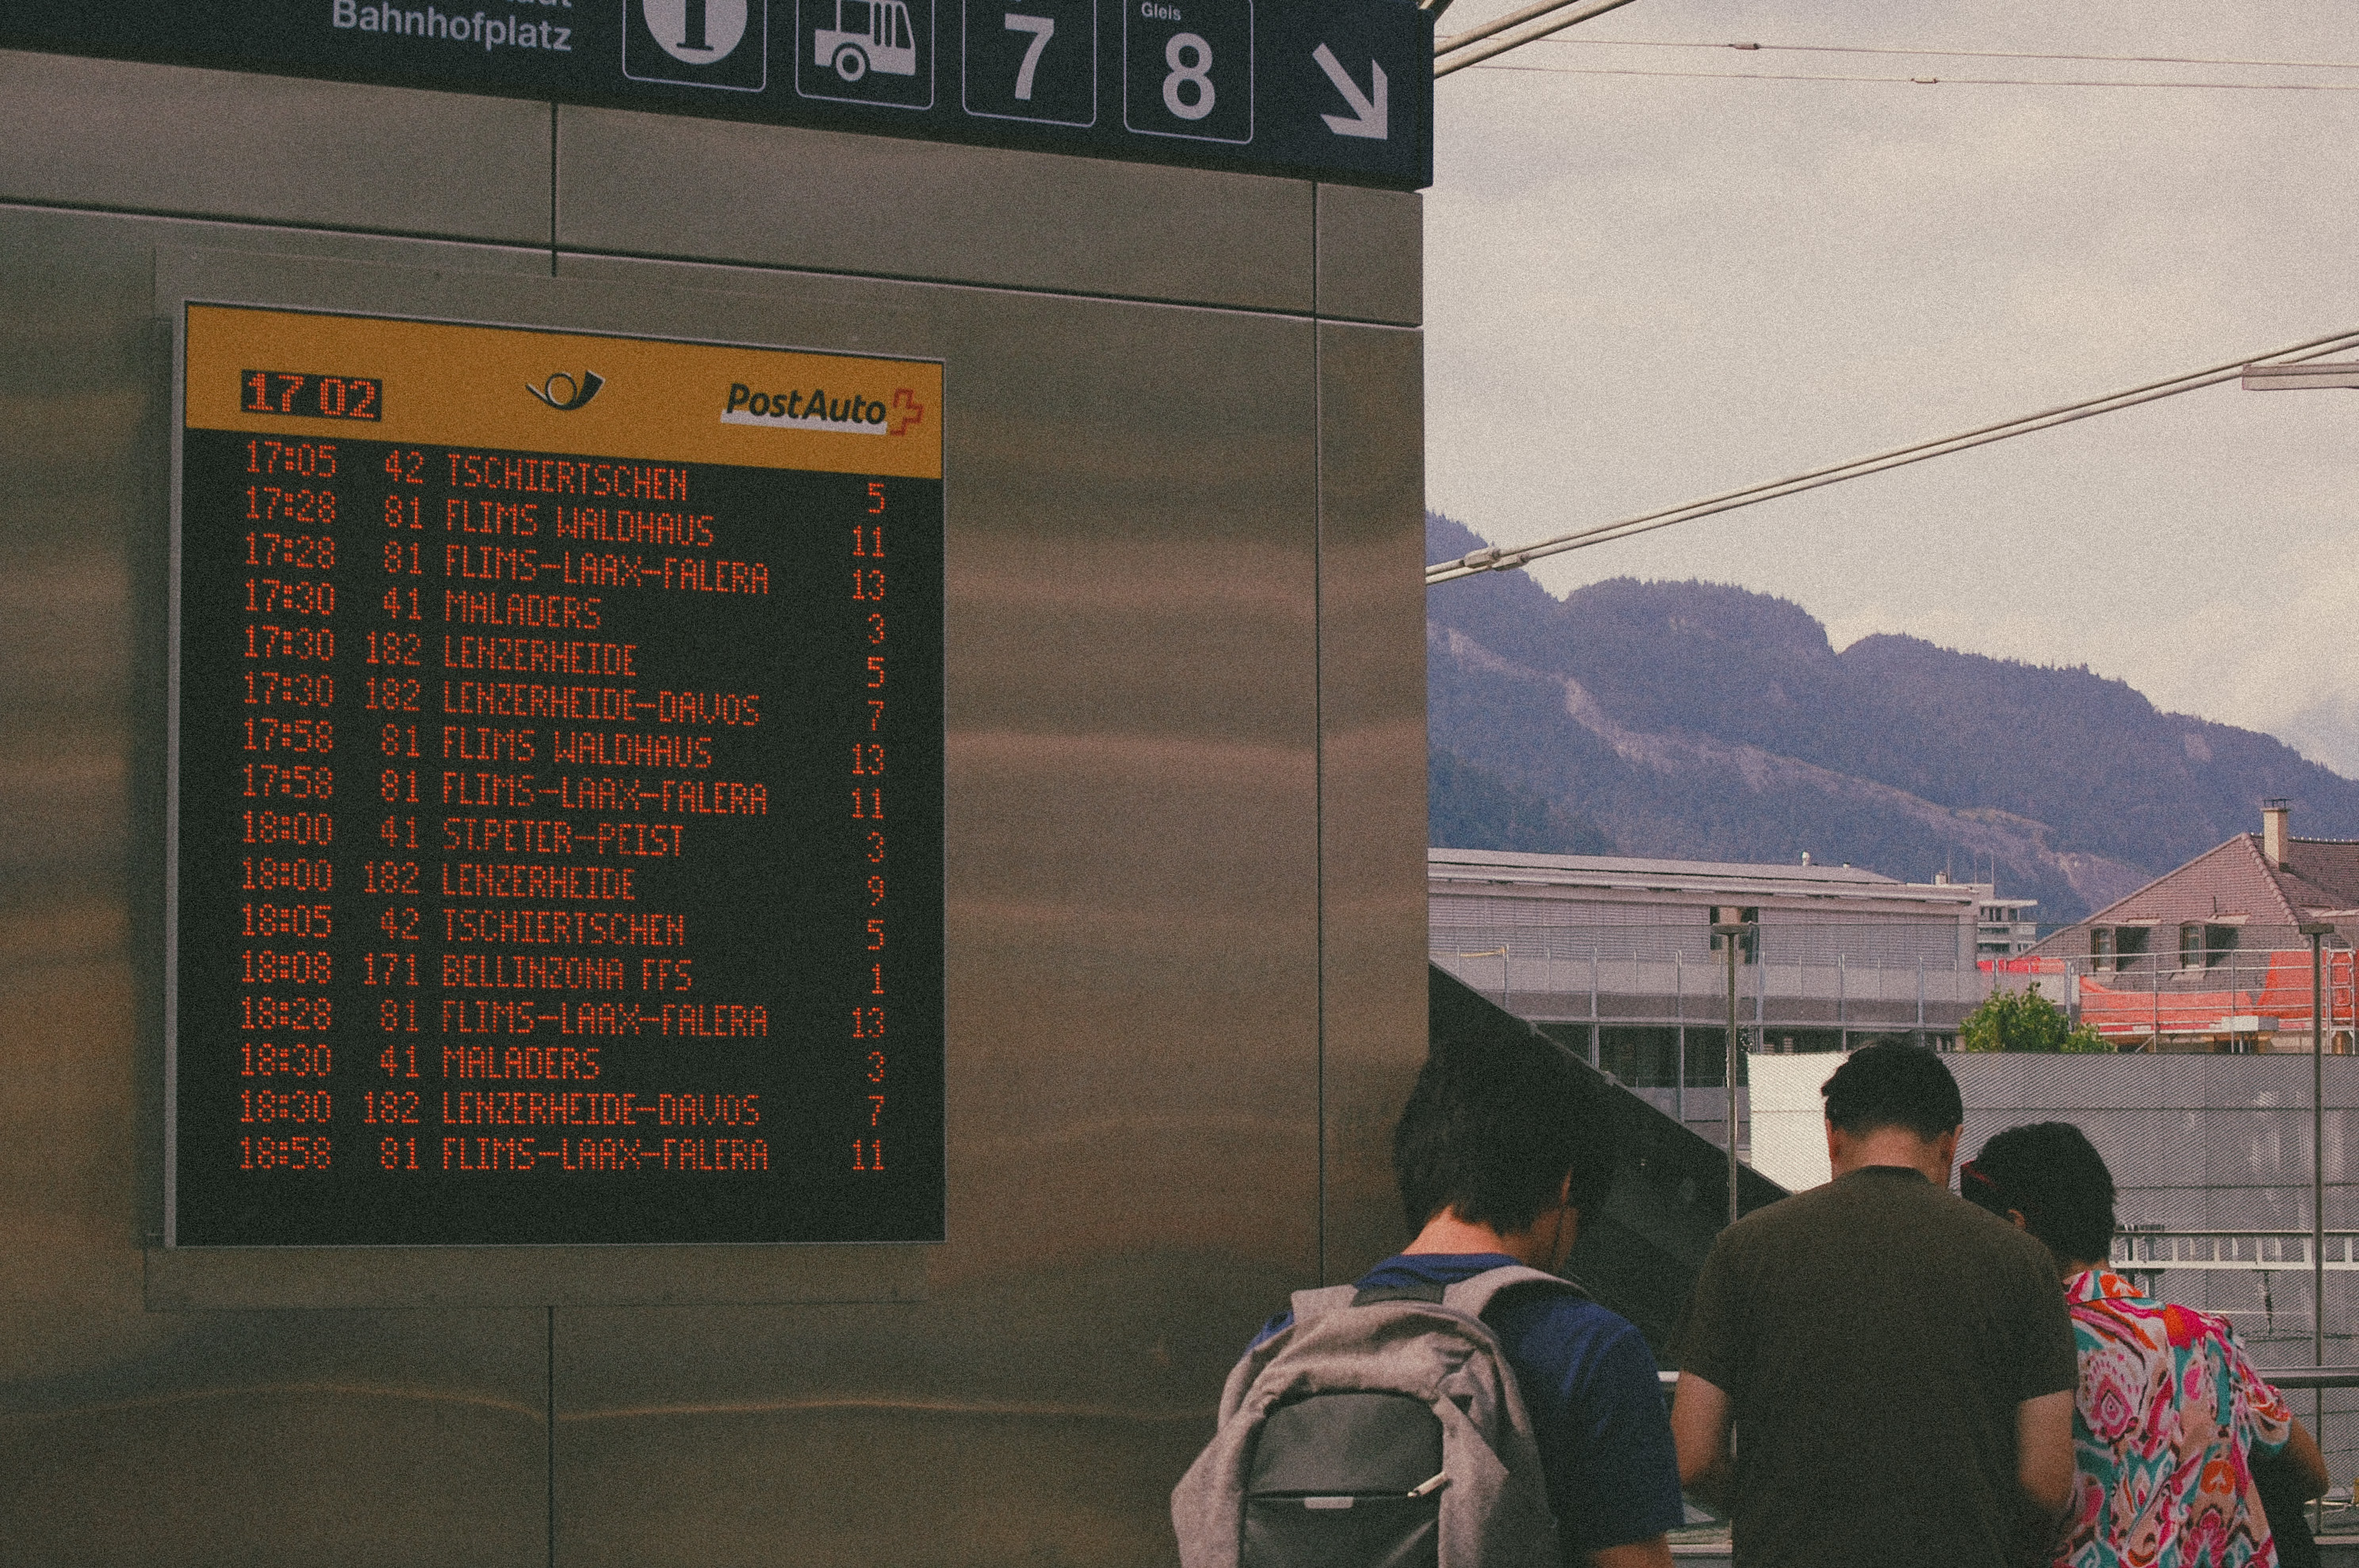 Bahnhofplatz
7
Gleis
8
17 02
PostAuto
17:05 42 TSCHIERTSCHEN 5
17:28 81 FLIMS WALDHAUS 11
17:28 81 FLIMS-LAAX-FALERA 13
17:30 41 MALADERS 3
17:30 182 LENZERHEIDE 5
17:30 182 LENZERHEIDE-DAVOS 7
17:58 81 FLIMS WALDHAUS 13
17:58 81 FLIMS-LAAX-FALERA 11
18:00 41 ST.PETER-PEIST 3
18:00 182 LENZERHEIDE 9
18:05 42 TSCHIERTSCHEN 5
18:08 171 BELLINZONA FFS 1
18:28 81 FLIMS-LAAX-FALERA 13
18:30 41 MALADERS 3
18:30 182 LENZERHEIDE-DAVOS 7
18:58 81 FLIMS-LAAX-FALERA 11